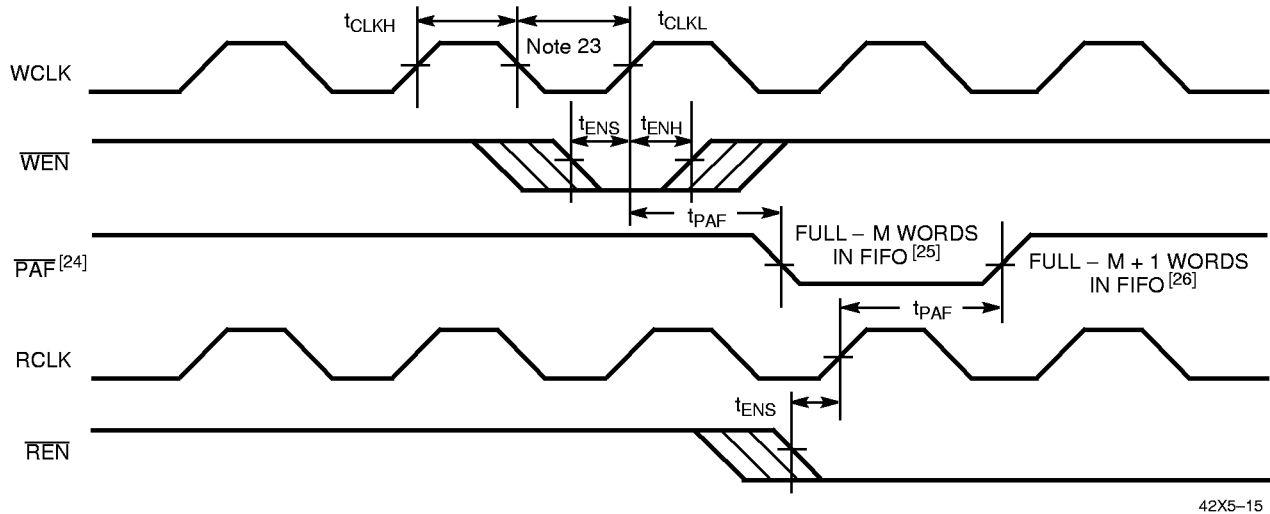 tCLKH
tCLKL
Note 23
WCLK
tENS
tENH
WEN
tPAF
FULL – M WORDS
IN FIFO [25]
PAF [24]
FULL – M + 1 WORDS
IN FIFO [26]
tPAF
RCLK
tENS
REN
42X5–15